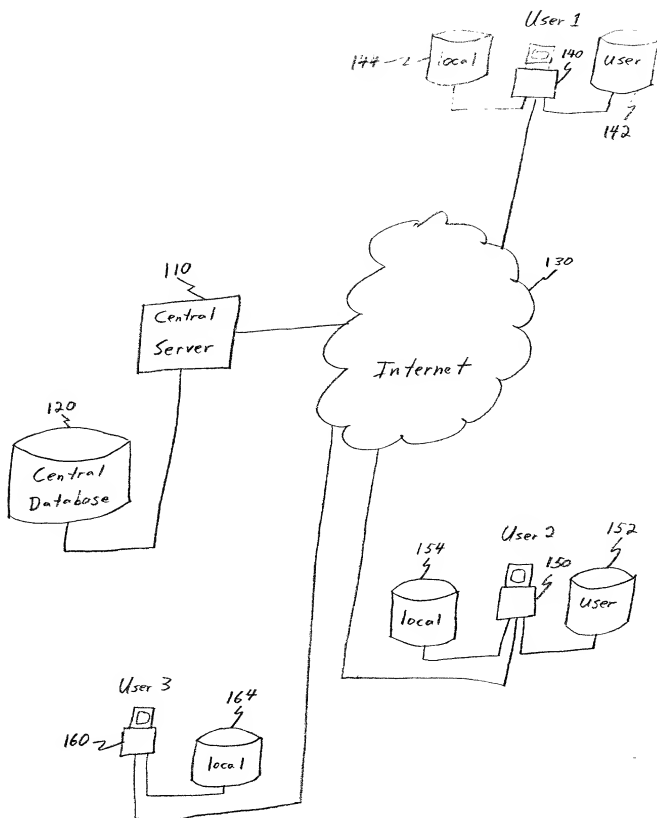 User 1
144
local
140
user
142
110
130
Central
Server
Internet
120
Central
Database
154
User 2
152
150
local
user
User 3
164
160
local